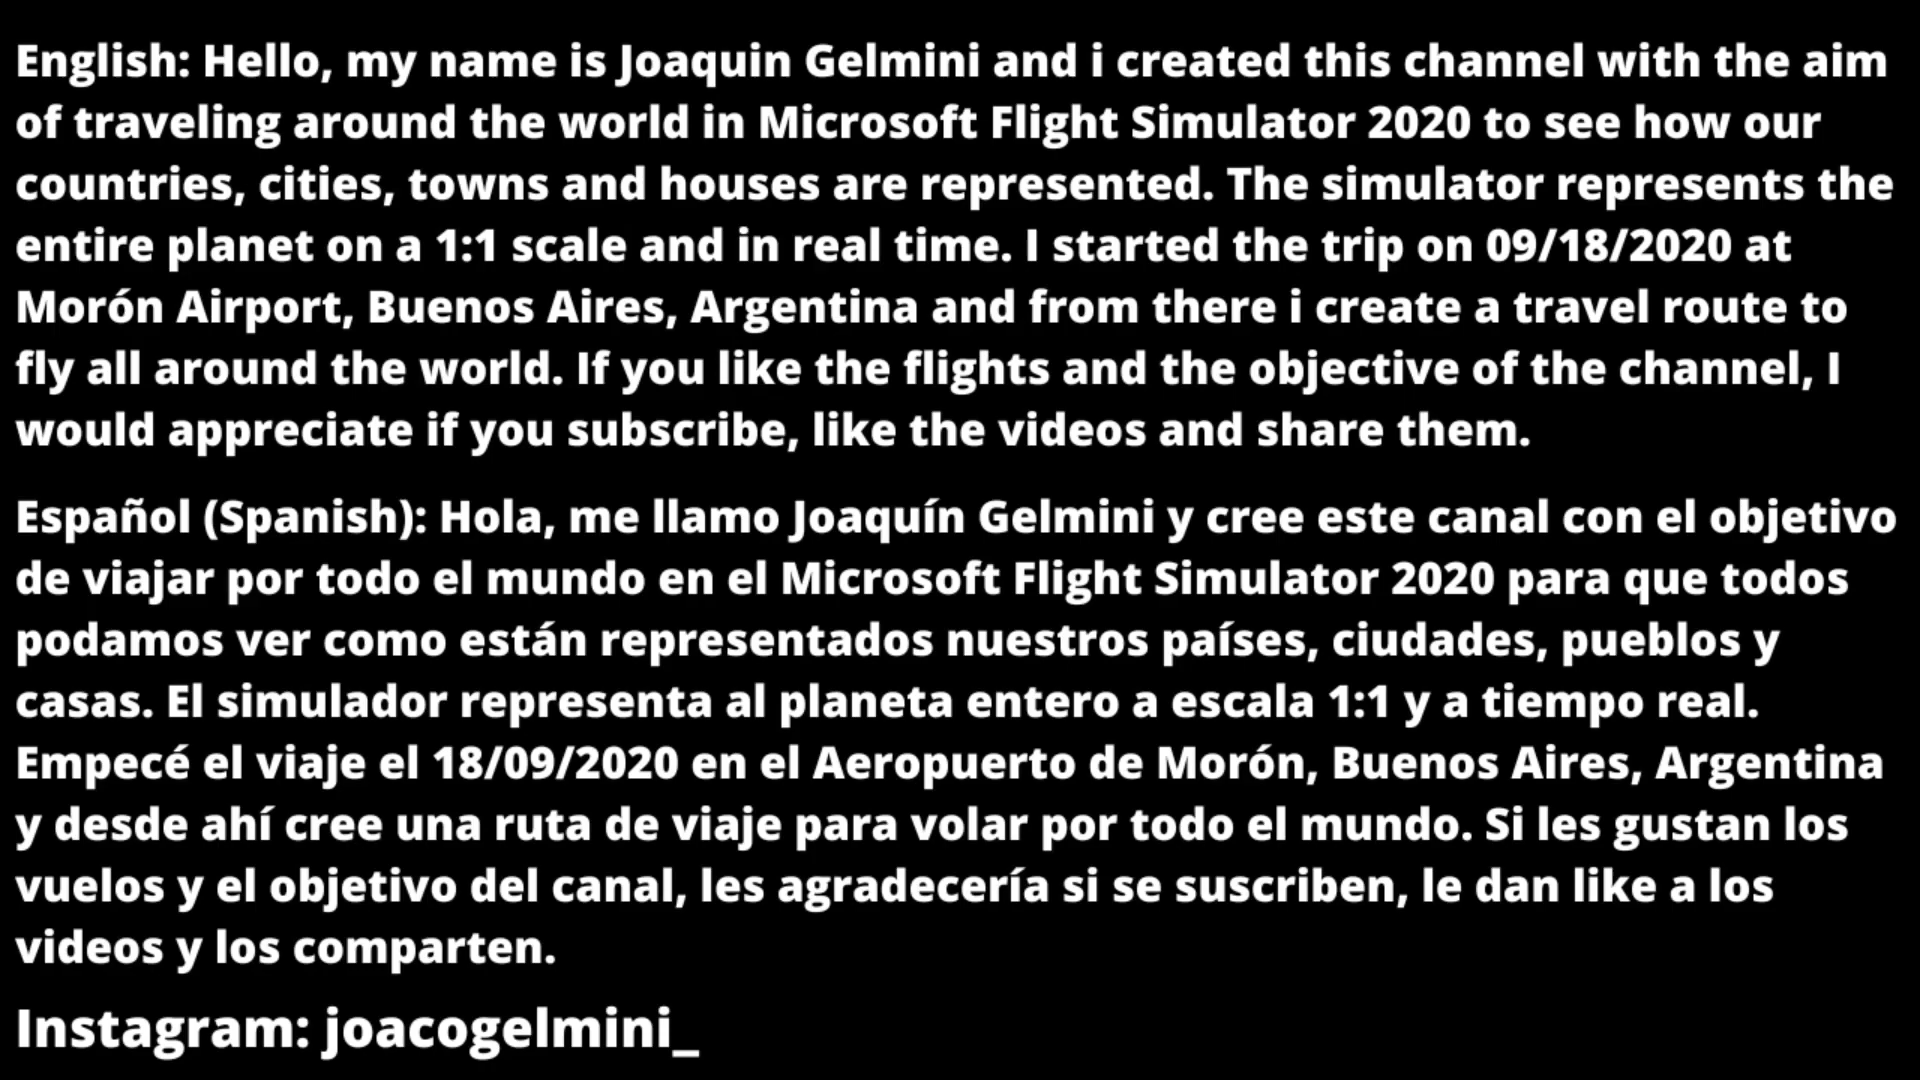 English: Hello, my name is Joaquin Gelmini and i created this channel with the aim
of traveling around the world in Microsoft Flight Simulator 2020 to see how our
countries, cities, towns and houses are represented. The simulator represents the
entire planet on a 1:1 scale and in real time. I started the trip on 09/18/2020 at
Morón Airport, Buenos Aires, Argentina and from there i create a travel route to
fly all around the world. If you like the flights and the objective of the channel, I
would appreciate if you subscribe, like the videos and share them.
Español (Spanish): Hola, me llamo Joaquín Gelmini y cree este canal con el objetivo
de viajar por todo el mundo en el Microsoft Flight Simulator 2020 para que todos
podamos ver como están representados nuestros países, ciudades, pueblos y
casas. El simulador representa al planeta entero a escala 1:1 y a tiempo real.
Empecé el viaje el 18/09/2020 en el Aeropuerto de Morón, Buenos Aires, Argentina
y desde ahí cree una ruta de viaje para volar por todo el mundo. Si les gustan los
vuelos y el objetivo del canal, les agradecería si se suscriben, le dan like a los
videos y los comparten.
Instagram: joacogelmini_